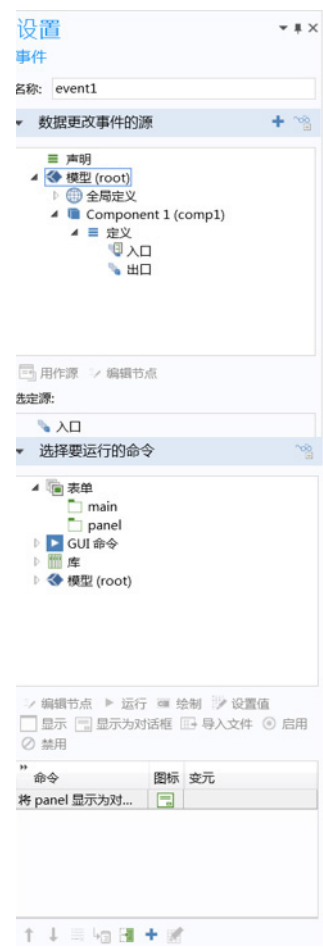 设置
事件
名称: event1
数据更改事件的源
声明
模型 (root)
全局定义
Component 1 (comp1)
定义
入口
出口
用作源 编辑节点
选定源:
入口
选择要运行的命令
表单
main
panel
GUI 命令
库
模型 (root)
编辑节点 运行 绘制 设置值
显示 显示为对话框 导入文件 启用
禁用
命令 图标 变元
将 panel 显示为对...